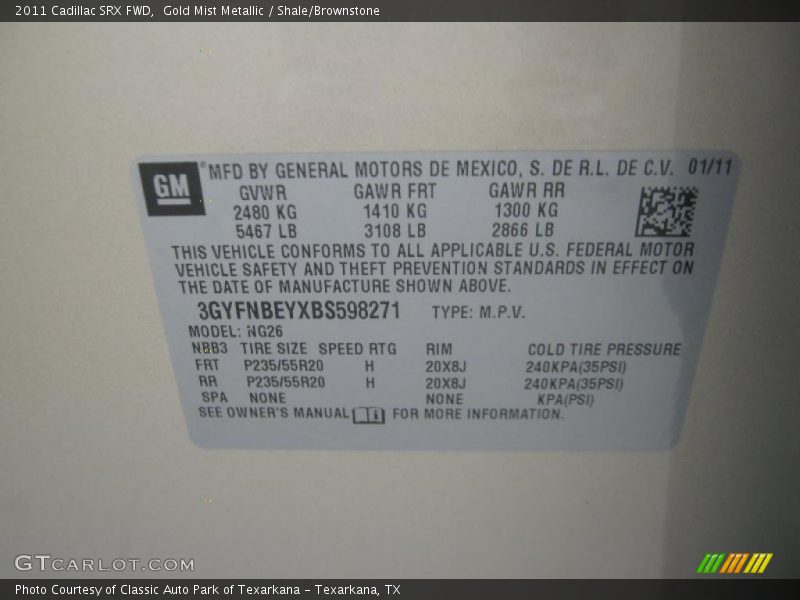 2011 Cadillac SRX FWD,  Gold Mist Metallic / Shale/Brownstone
GM
® MFD BY GENERAL MOTORS DE MEXICO, S. DE R.L. DE C.V. 01/11
GVWR GAWR FRT GAWR RR
2480 KG 1410 KG 1300 KG
5467 LB 3108 LB 2866 LB
THIS VEHICLE CONFORMS TO ALL APPLICABLE U.S. FEDERAL MOTOR
VEHICLE SAFETY AND THEFT PREVENTION STANDARDS IN EFFECT ON
THE DATE OF MANUFACTURE SHOWN ABOVE.
3GYFNBEYXBS598271 TYPE: M.P.V.
MODEL: NG26
NBB3 TIRE SIZE SPEED RTG RIM COLD TIRE PRESSURE
FRT P235/55R20 H 20X8J 240KPA(35PSI)
RR P235/55R20 H 20X8J 240KPA(35PSI)
SPA NONE NONE KPA(PSI)
SEE OWNER'S MANUAL i FOR MORE INFORMATION.
GTCARLOT.COM
Photo Courtesy of Classic Auto Park of Texarkana – Texarkana, TX